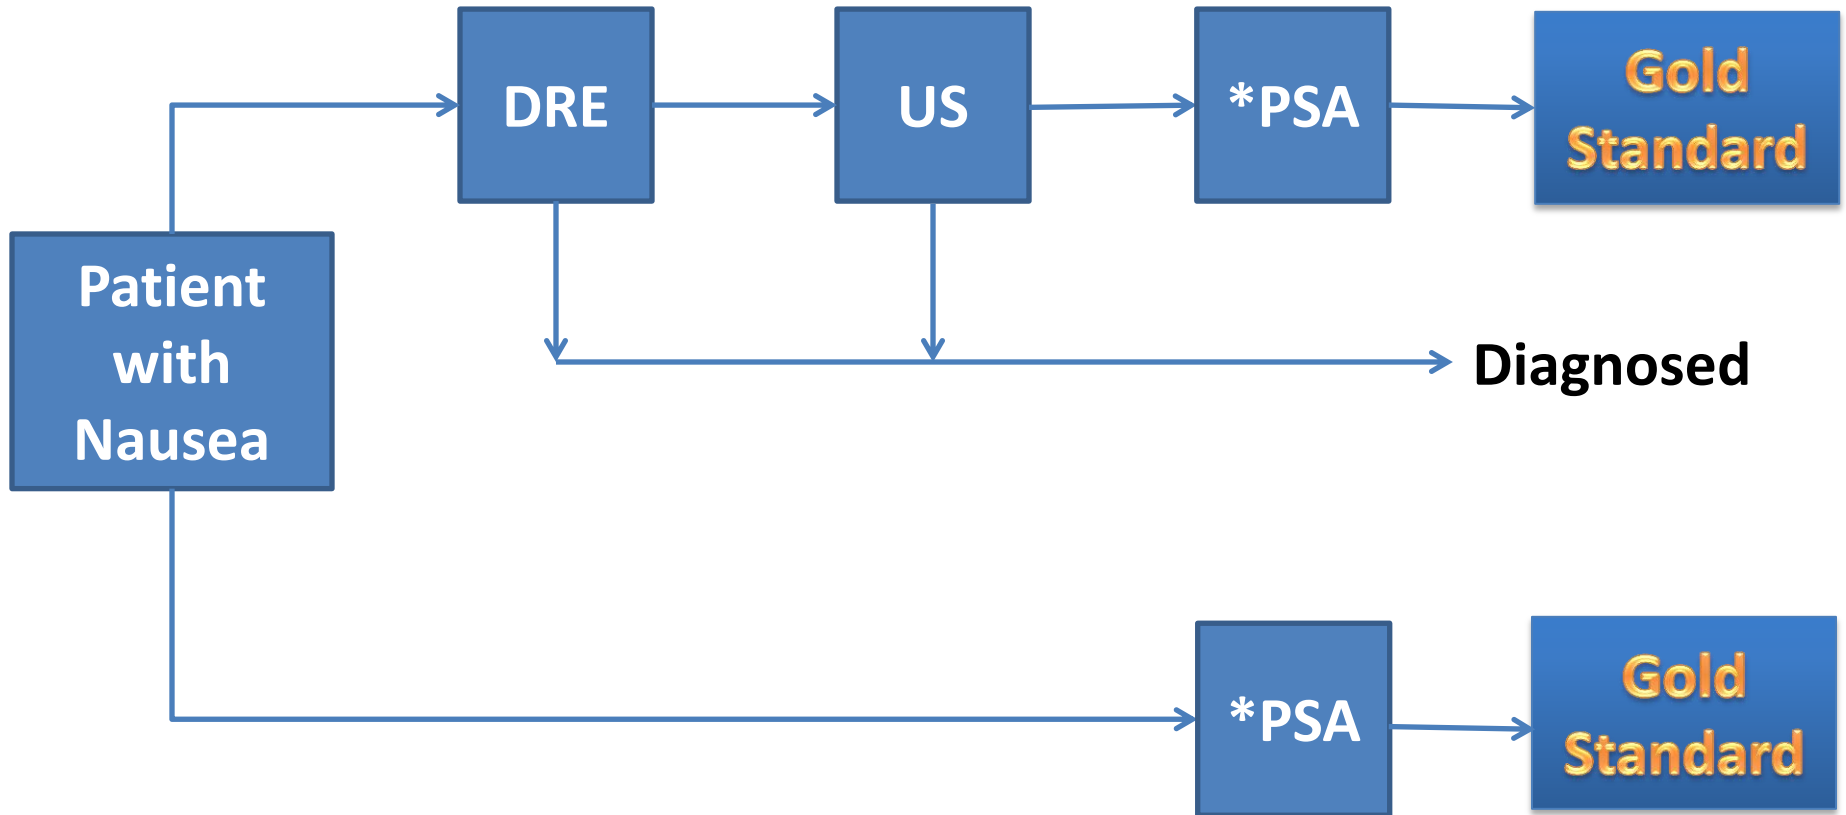 DRE
US
*PSA
Gold
Standard
Patient
with
Nausea
Diagnosed
*PSA
Gold
Standard